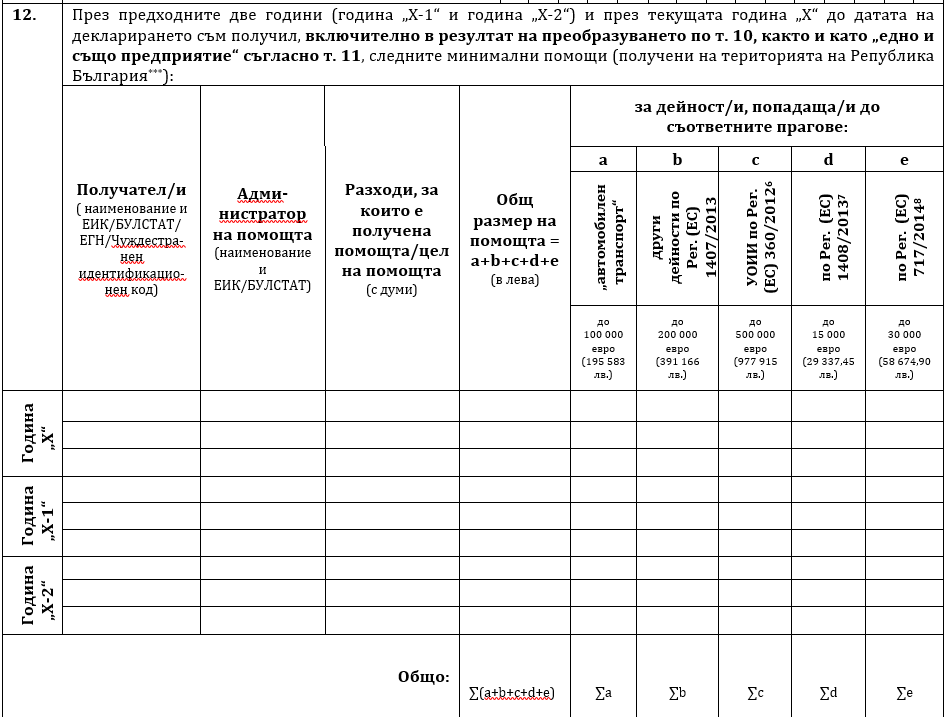 12. През предходните две години (година „X-1“ и година „X-2“) и през текущата година „X“ до датата на
декларирането съм получил, включително в резултат на преобразуването по т. 10, както и като „едно и
също предприятие“ съгласно т. 11, следните минимални помощи (получени на територията на Република
България***):
Получател/и
( наименование и
ЕИК/БУЛСТАТ/
ЕГН/Чуждестра-
нен
идентификацио-
нен код)
Адми-
нистратор
на помощта
(наименование
и
ЕИК/БУЛСТАТ)
Разходи, за
които е
получена
помощта/цел
на помощта
(с думи)
Общ
размер на
помощта =
a+b+c+d+e
(в лева)
за дейност/и, попадаща/и до
съответните прагове:
a
b
c
d
e
„автомобилен
транспорт“
други
дейности по
Рег. (ЕС)
1407/2013
УОИИ по Рег.
(ЕС) 360/2012⁶
по Рег. (ЕС)
1408/2013⁷
по Рег. (ЕС)
717/2014⁸
до
100 000
евро
(195 583
лв.)
до
200 000
евро
(391 166
лв.)
до
500 000
евро
(977 915
лв.)
до
15 000
евро
(29 337,45
лв.)
до
30 000
евро
(58 674,90
лв.)
Година
„X“
Година
„X-1“
Година
„X-2“
Общо:
∑(a+b+c+d+e)
∑a
∑b
∑c
∑d
∑e